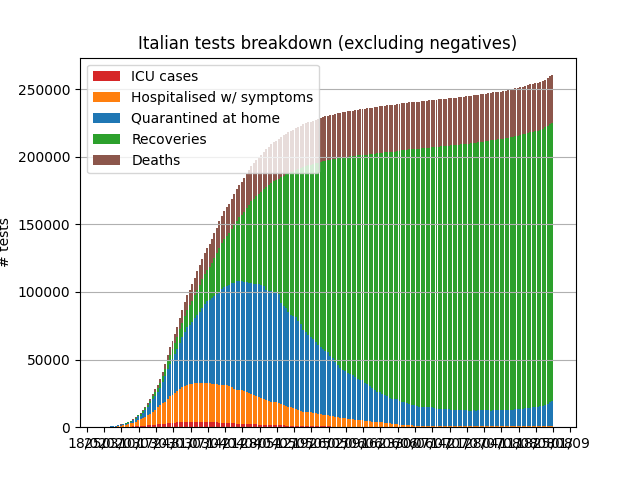 Italian tests breakdown (excluding negatives)
ICU cases
Hospitalised w/ symptoms
Quarantined at home
Recoveries
Deaths
250000
200000
150000
100000
50000
0
# tests